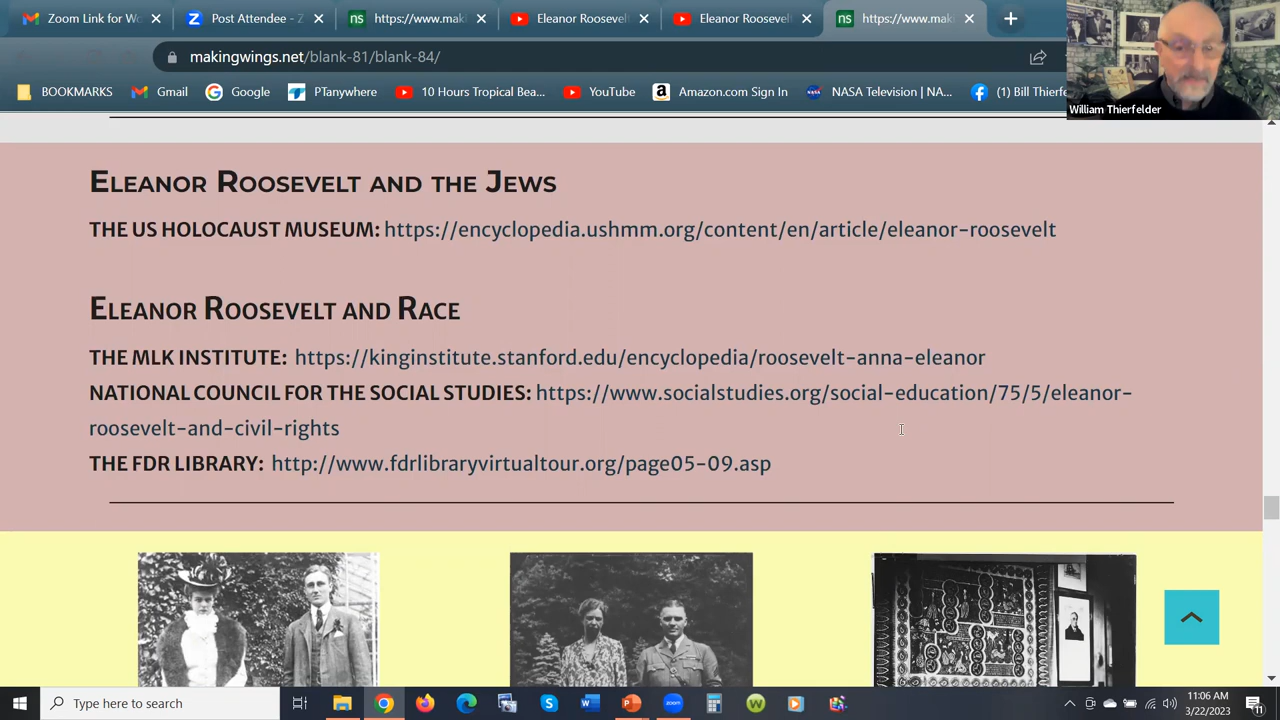 Zoom Link for Wo
Post Attendee - Z
https://www.mak
Eleanor Roosevel
Eleanor Roosevel
https://www.mak
makingwings.net/blank-81/blank-84/
BOOKMARKS
Gmail
Google
PTanywhere
10 Hours Tropical Bea...
YouTube
Amazon.com Sign In
NASA Television | NA...
(1) Bill Thierf
William Thierfelder
ELEANOR ROOSEVELT AND THE JEWS
THE US HOLOCAUST MUSEUM: https://encyclopedia.ushmm.org/content/en/article/eleanor-roosevelt
ELEANOR ROOSEVELT AND RACE
THE MLK INSTITUTE: https://kinginstitute.stanford.edu/encyclopedia/roosevelt-anna-eleanor
NATIONAL COUNCIL FOR THE SOCIAL STUDIES: https://www.socialstudies.org/social-education/75/5/eleanor-
roosevelt-and-civil-rights
THE FDR LIBRARY: http://www.fdrlibraryvirtualtour.org/page05-09.asp
Type here to search
11:06 AM
3/22/2023
11